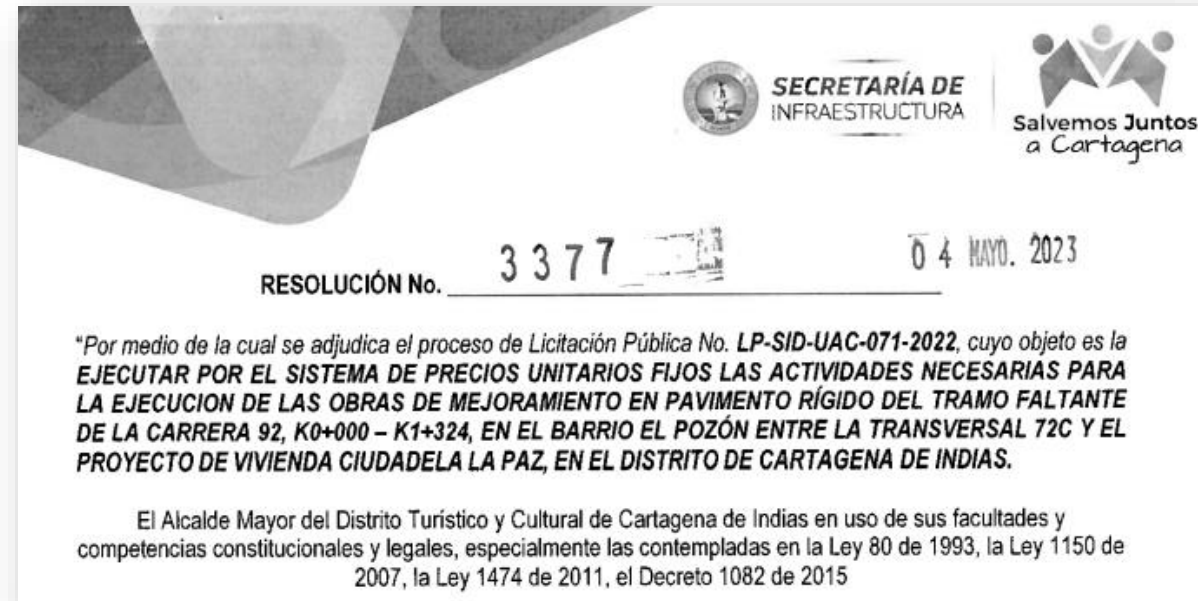 SECRETARÍA DE
INFRAESTRUCTURA
Salvemos Juntos
a Cartagena
RESOLUCIÓN No. 3377
04 MAYO. 2023
"Por medio de la cual se adjudica el proceso de Licitación Pública No. LP-SID-UAC-071-2022, cuyo objeto es la
EJECUTAR POR EL SISTEMA DE PRECIOS UNITARIOS FIJOS LAS ACTIVIDADES NECESARIAS PARA
LA EJECUCION DE LAS OBRAS DE MEJORAMIENTO EN PAVIMENTO RÍGIDO DEL TRAMO FALTANTE
DE LA CARRERA 92, K0+000 – K1+324, EN EL BARRIO EL POZÓN ENTRE LA TRANSVERSAL 72C Y EL
PROYECTO DE VIVIENDA CIUDADELA LA PAZ, EN EL DISTRITO DE CARTAGENA DE INDIAS.
El Alcalde Mayor del Distrito Turístico y Cultural de Cartagena de Indias en uso de sus facultades y
competencias constitucionales y legales, especialmente las contempladas en la Ley 80 de 1993, la Ley 1150 de
2007, la Ley 1474 de 2011, el Decreto 1082 de 2015